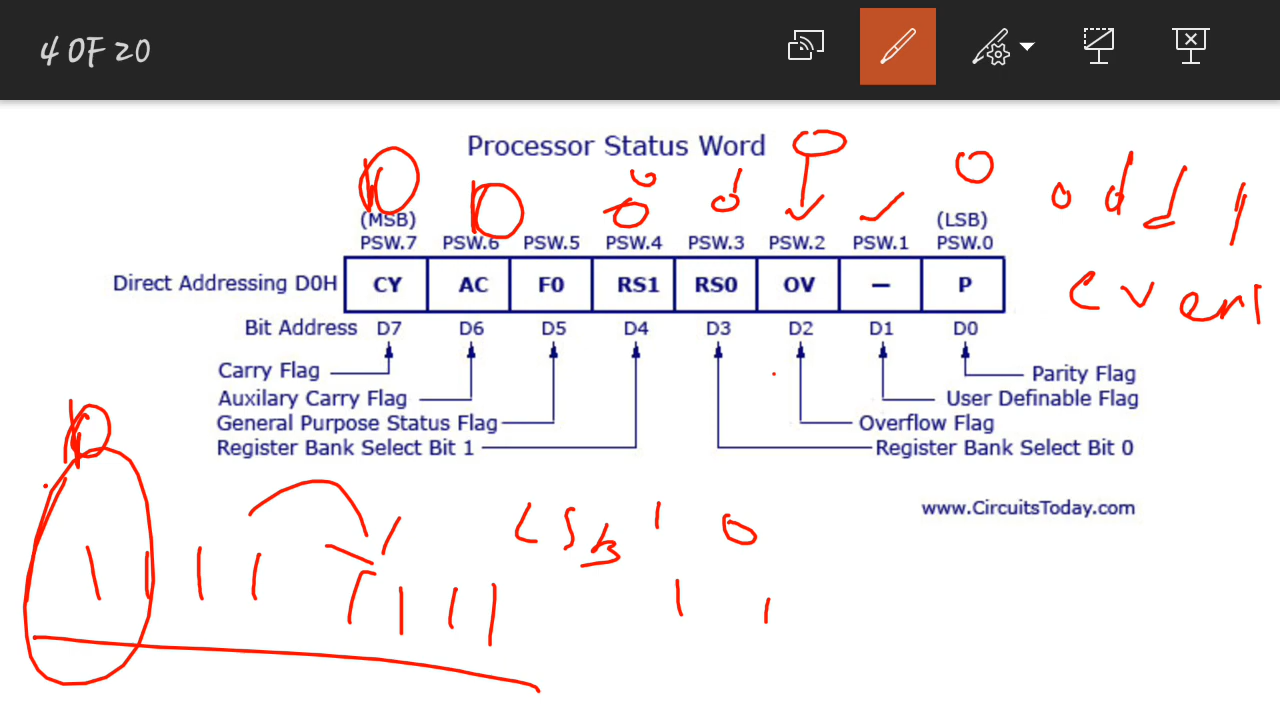 4 OF 20
Processor Status Word
0 0 0 0 0
odd 1
(MSB) (LSB)
PSW.7 PSW.6 PSW.5 PSW.4 PSW.3 PSW.2 PSW.1 PSW.0
Direct Addressing D0H CY AC F0 RS1 RS0 OV — P
even
Bit Address D7 D6 D5 D4 D3 D2 D1 D0
Carry Flag
Parity Flag
Auxilary Carry Flag
User Definable Flag
General Purpose Status Flag
Overflow Flag
Register Bank Select Bit 1
Register Bank Select Bit 0
www.CircuitsToday.com
LSB 1 0
1 1 1 1 1 1 1
1 1